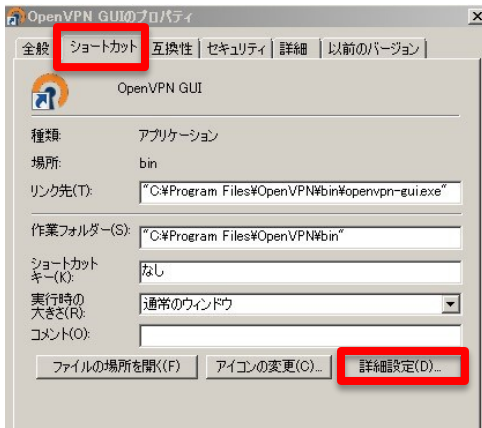 OpenVPN GUIのプロパティ
全般 ショートカット 互換性 セキュリティ 詳細 以前のバージョン
OpenVPN GUI
種類: アプリケーション
場所: bin
リンク先(T): "C:¥Program Files¥OpenVPN¥bin¥openvpn-gui.exe"
作業フォルダー(S): "C:¥Program Files¥OpenVPN¥bin"
ショートカット
キー(K): なし
実行時の
大きさ(R): 通常のウィンドウ
コメント(O):
ファイルの場所を開く(F) アイコンの変更(C)... 詳細設定(D)...